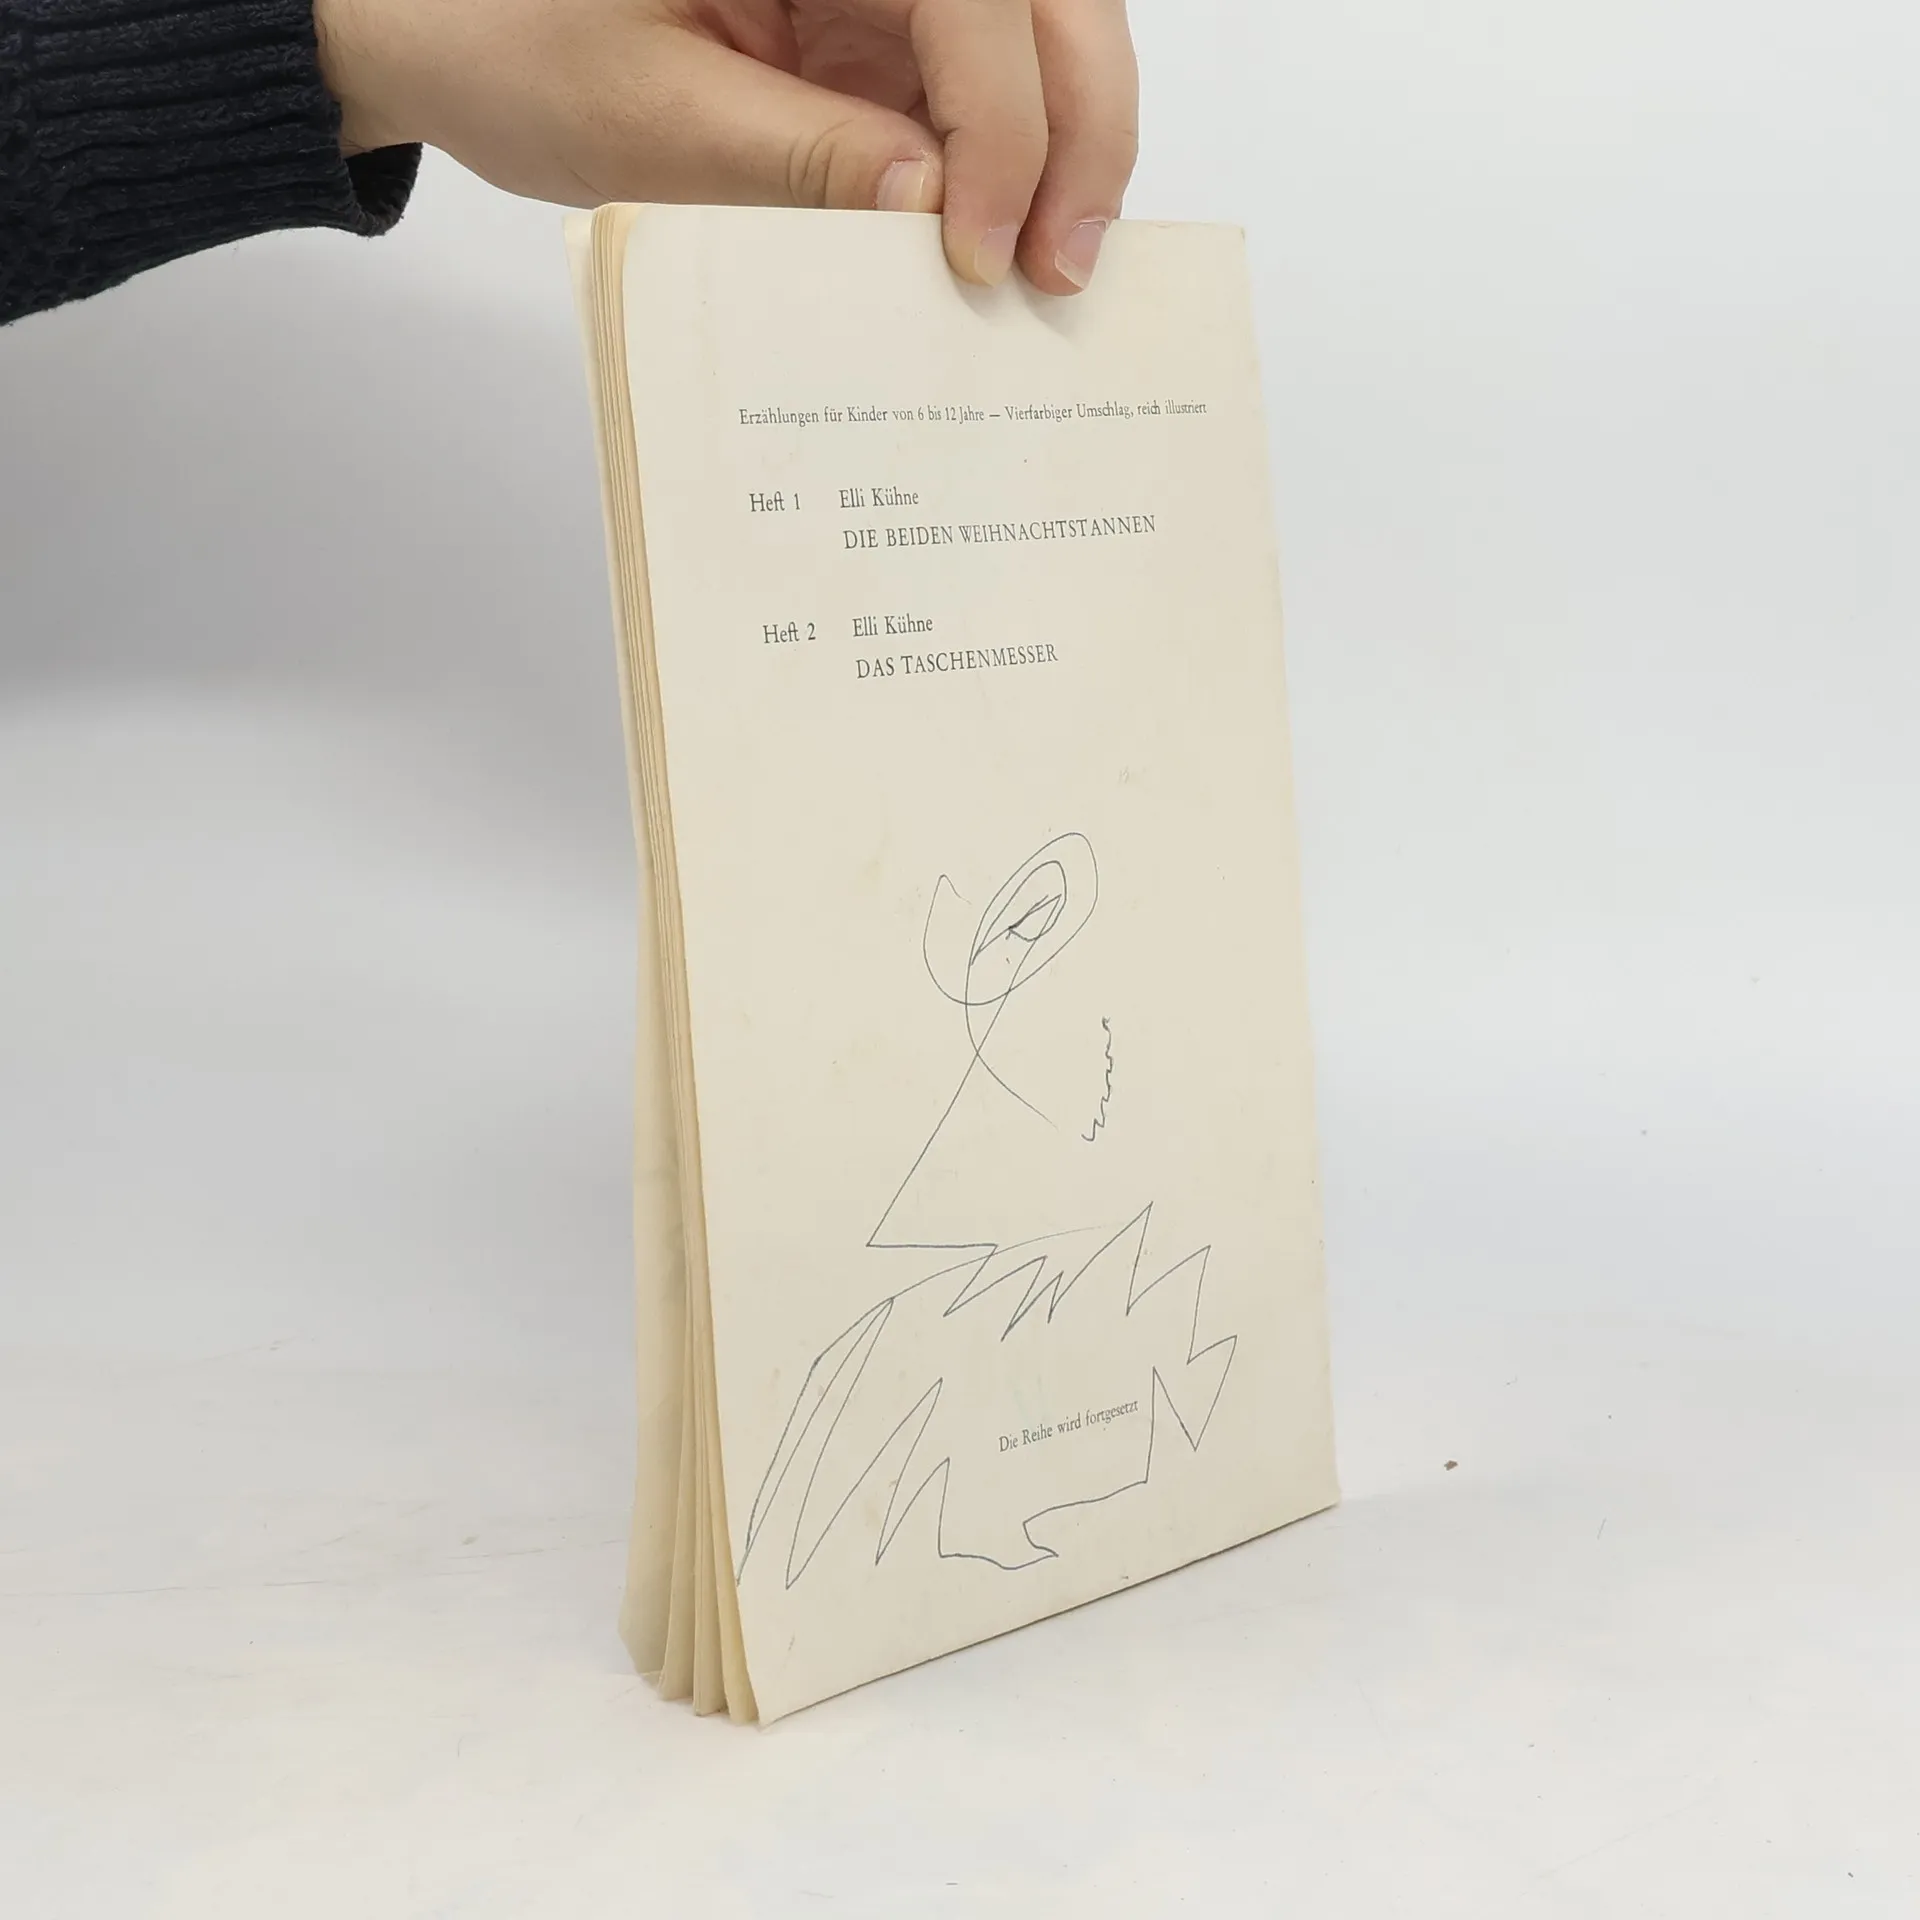 Erzählungen für Kinder von 6 bis 12 Jahre — Vierfarbiger Umschlag, reich illustriert
Heft 1 Elli Kühne
DIE BEIDEN WEIHNACHTSTANNEN
Heft 2 Elli Kühne
DAS TASCHENMESSER
Die Reihe wird fortgesetzt